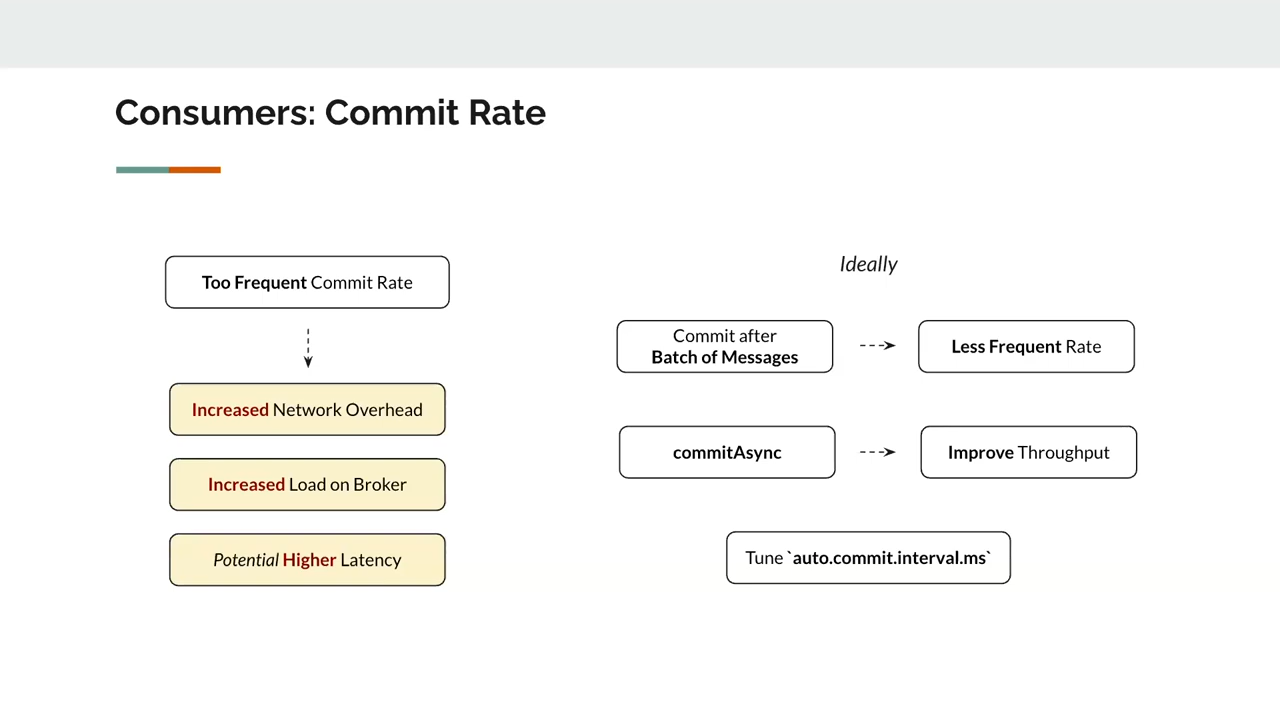 Consumers: Commit Rate
Too Frequent Commit Rate
Increased Network Overhead
Increased Load on Broker
Potential Higher Latency
Ideally
Commit after
Batch of Messages
Less Frequent Rate
commitAsync
Improve Throughput
Tune `auto.commit.interval.ms`